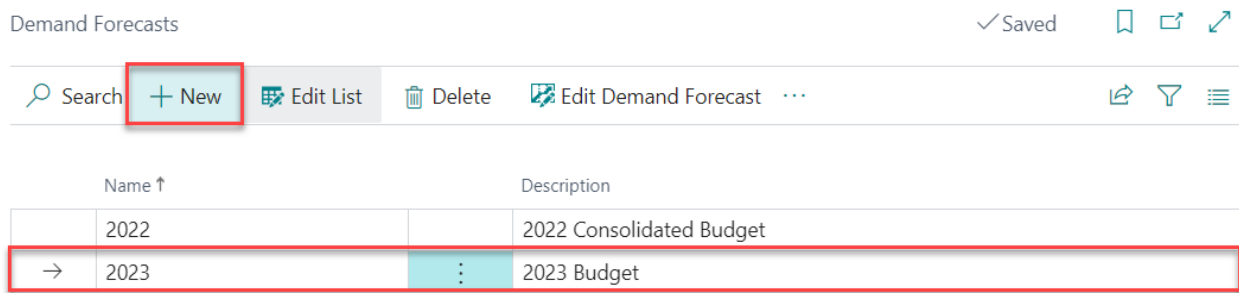 Demand Forecasts Saved
Search + New Edit List Delete Edit Demand Forecast ...
Name ↑ Description
2022 2022 Consolidated Budget
→ 2023 2023 Budget